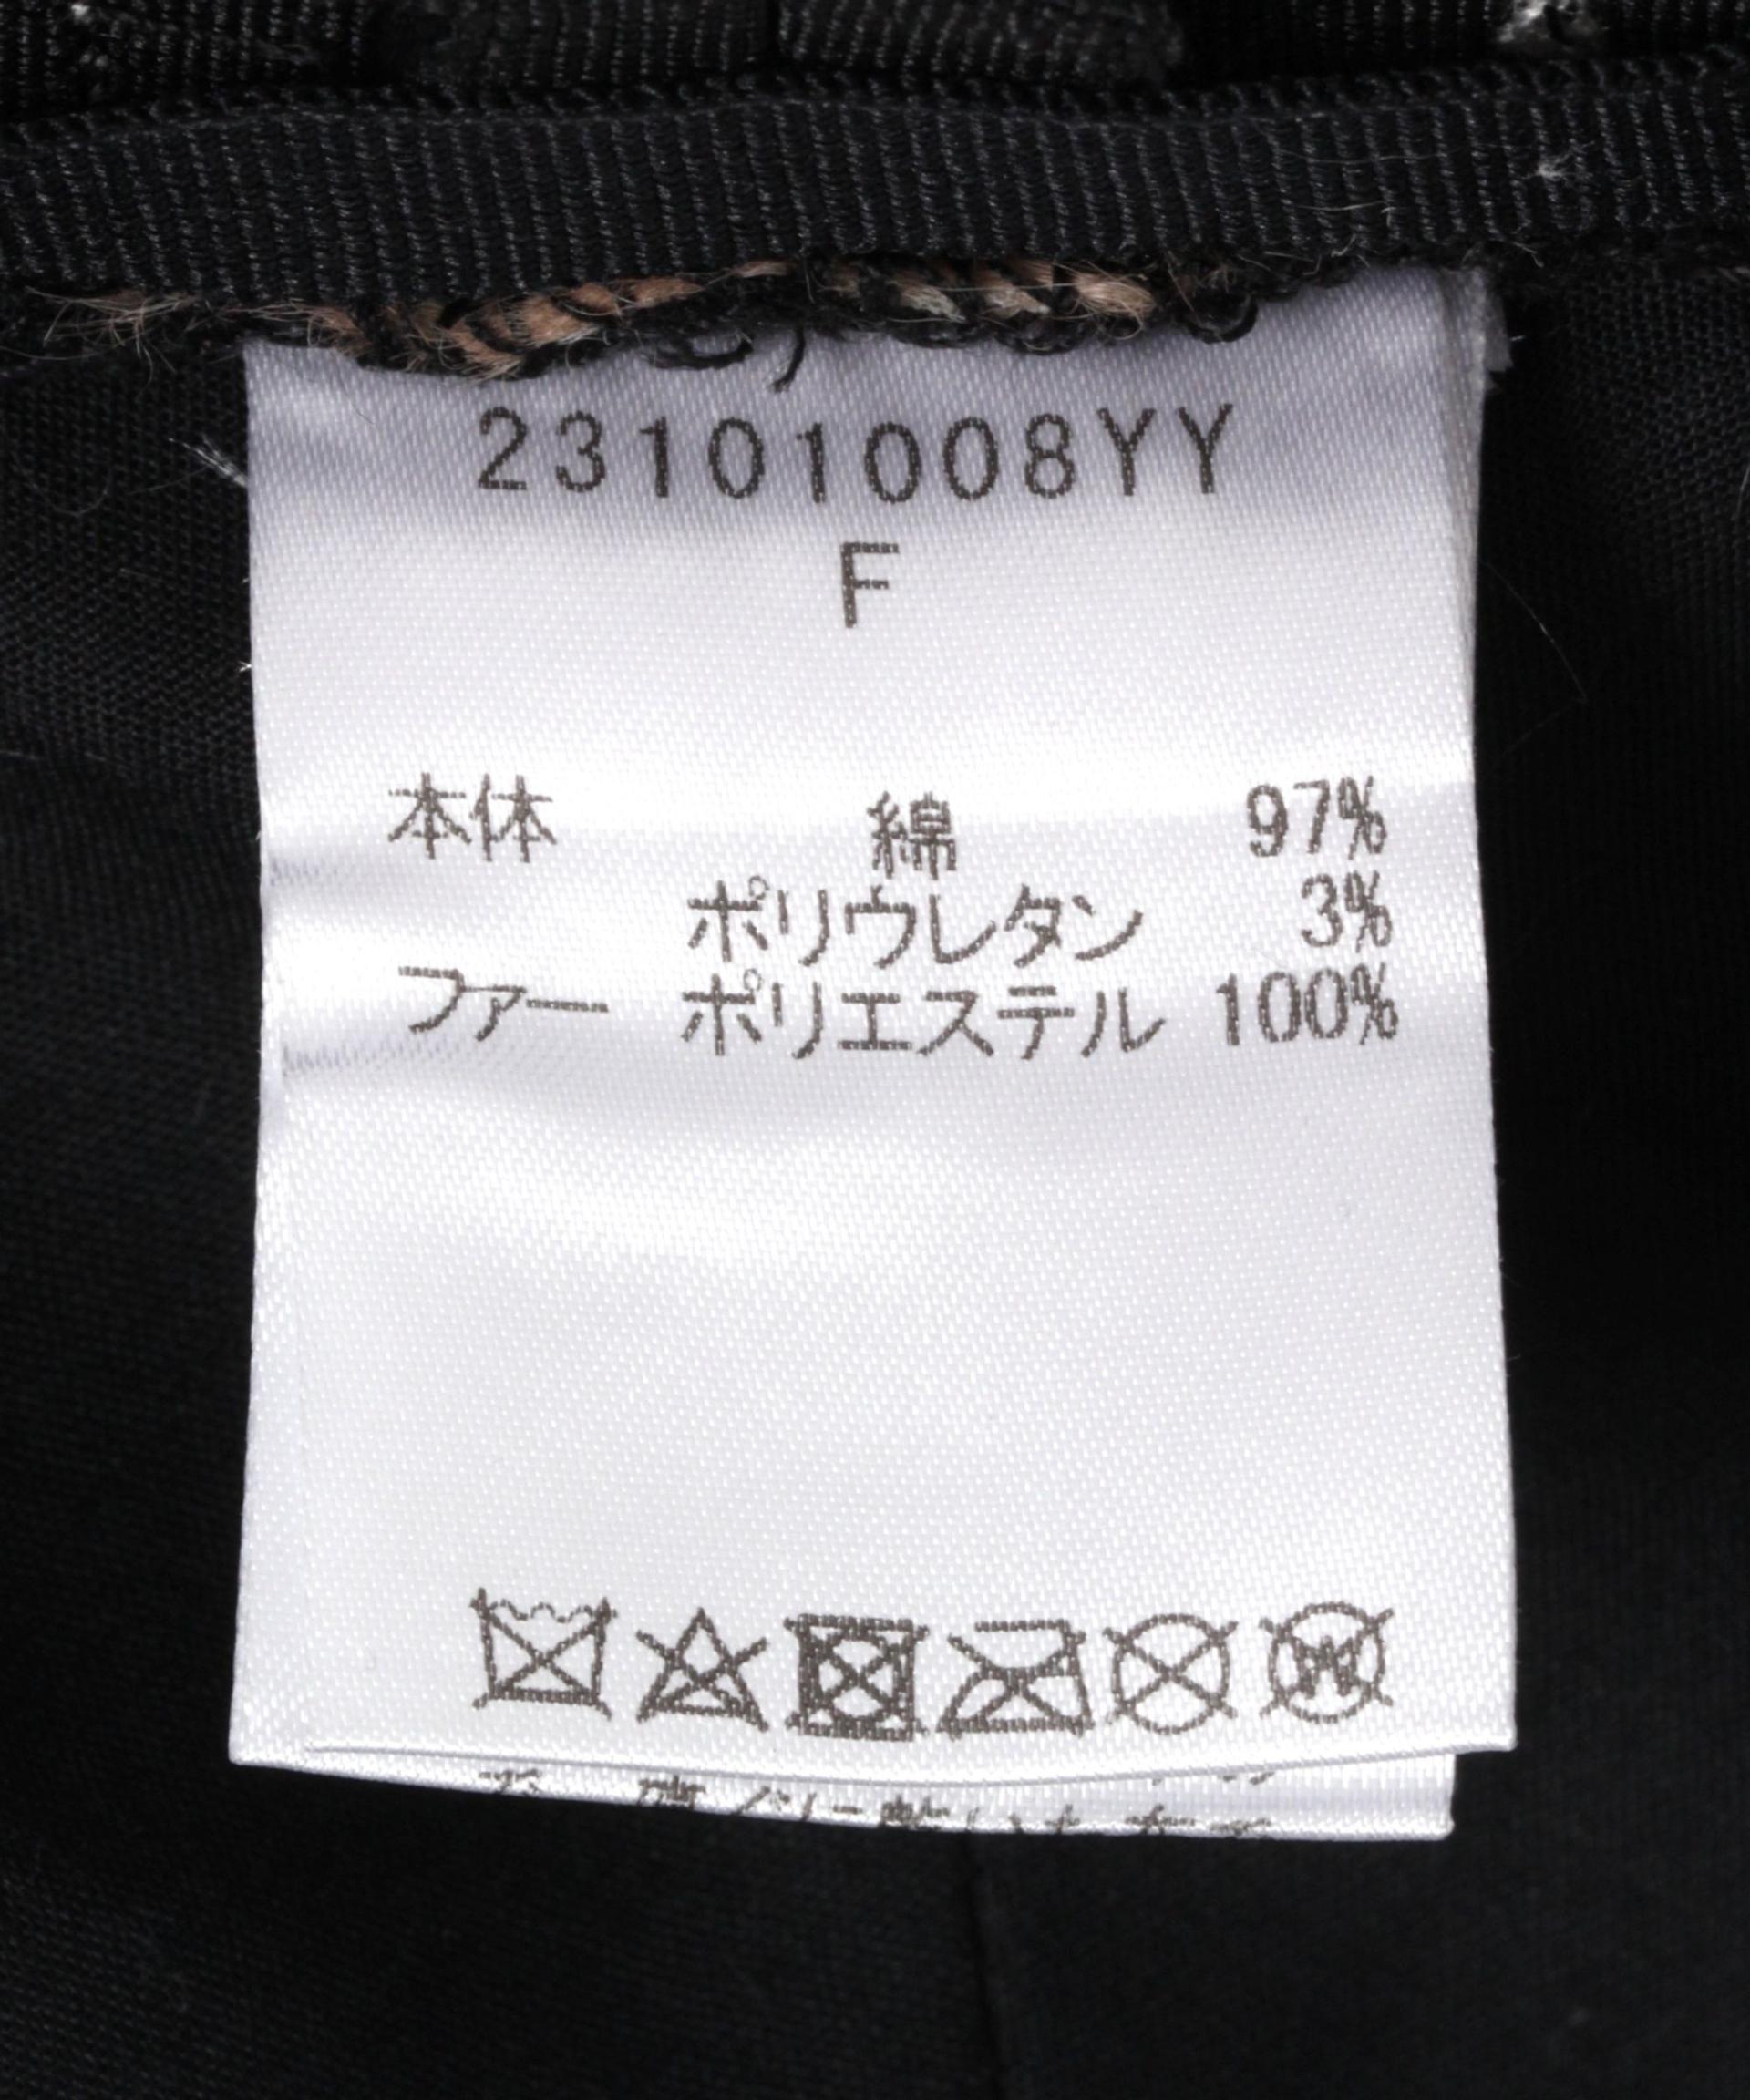 23101008YY
F
本体 綿 97%
ポリウレタン 3%
ファー ポリエステル 100%